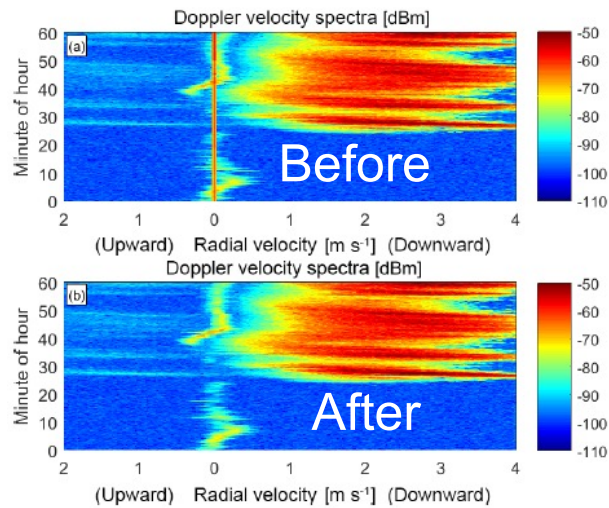 Doppler velocity spectra [dBm]
(a)
60
50
40
30
20
10
0
Minute of hour
Before
-50
-60
-70
-80
-90
-100
-110
2 1 0 1 2 3 4
(Upward) Radial velocity [m s⁻¹] (Downward)
Doppler velocity spectra [dBm]
(b)
60
50
40
30
20
10
0
Minute of hour
After
-50
-60
-70
-80
-90
-100
-110
2 1 0 1 2 3 4
(Upward) Radial velocity [m s⁻¹] (Downward)